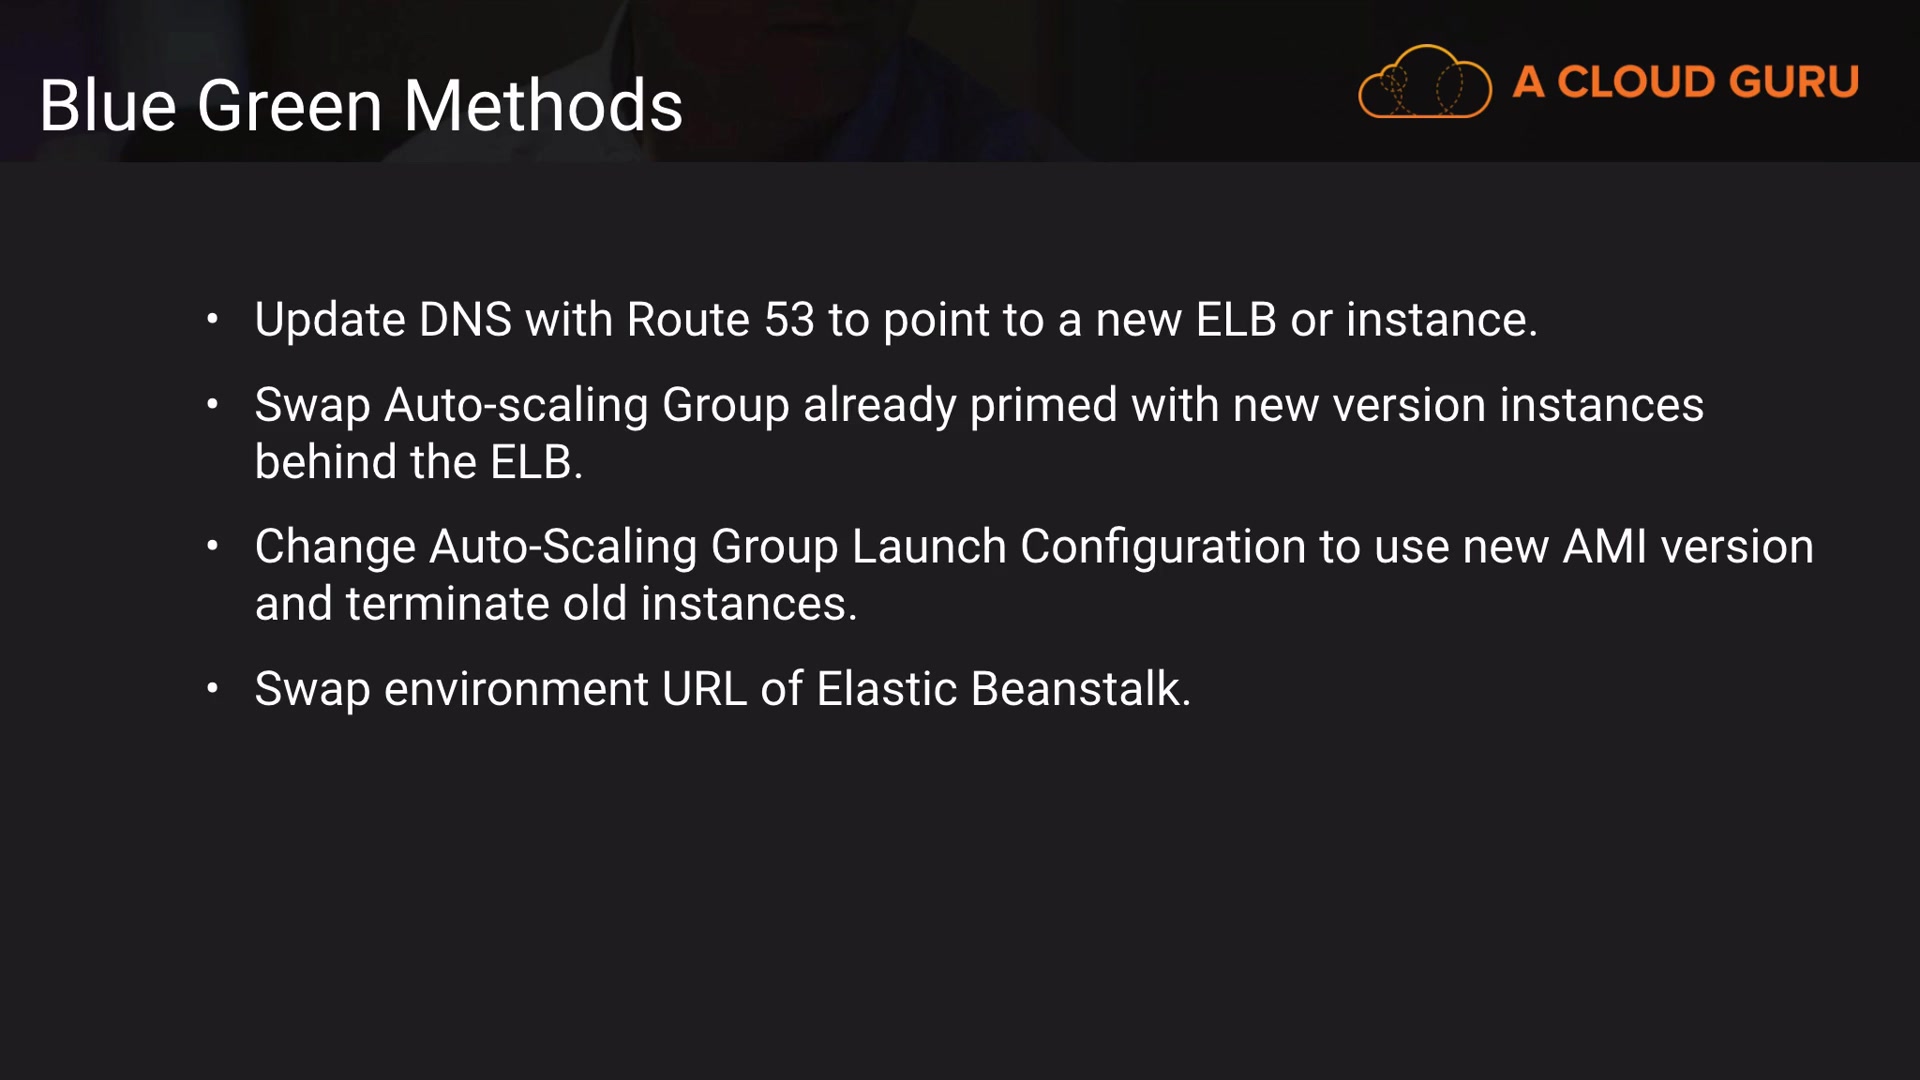 Blue Green Methods
A CLOUD GURU
• Update DNS with Route 53 to point to a new ELB or instance.
• Swap Auto-scaling Group already primed with new version instances
behind the ELB.
• Change Auto-Scaling Group Launch Configuration to use new AMI version
and terminate old instances.
• Swap environment URL of Elastic Beanstalk.